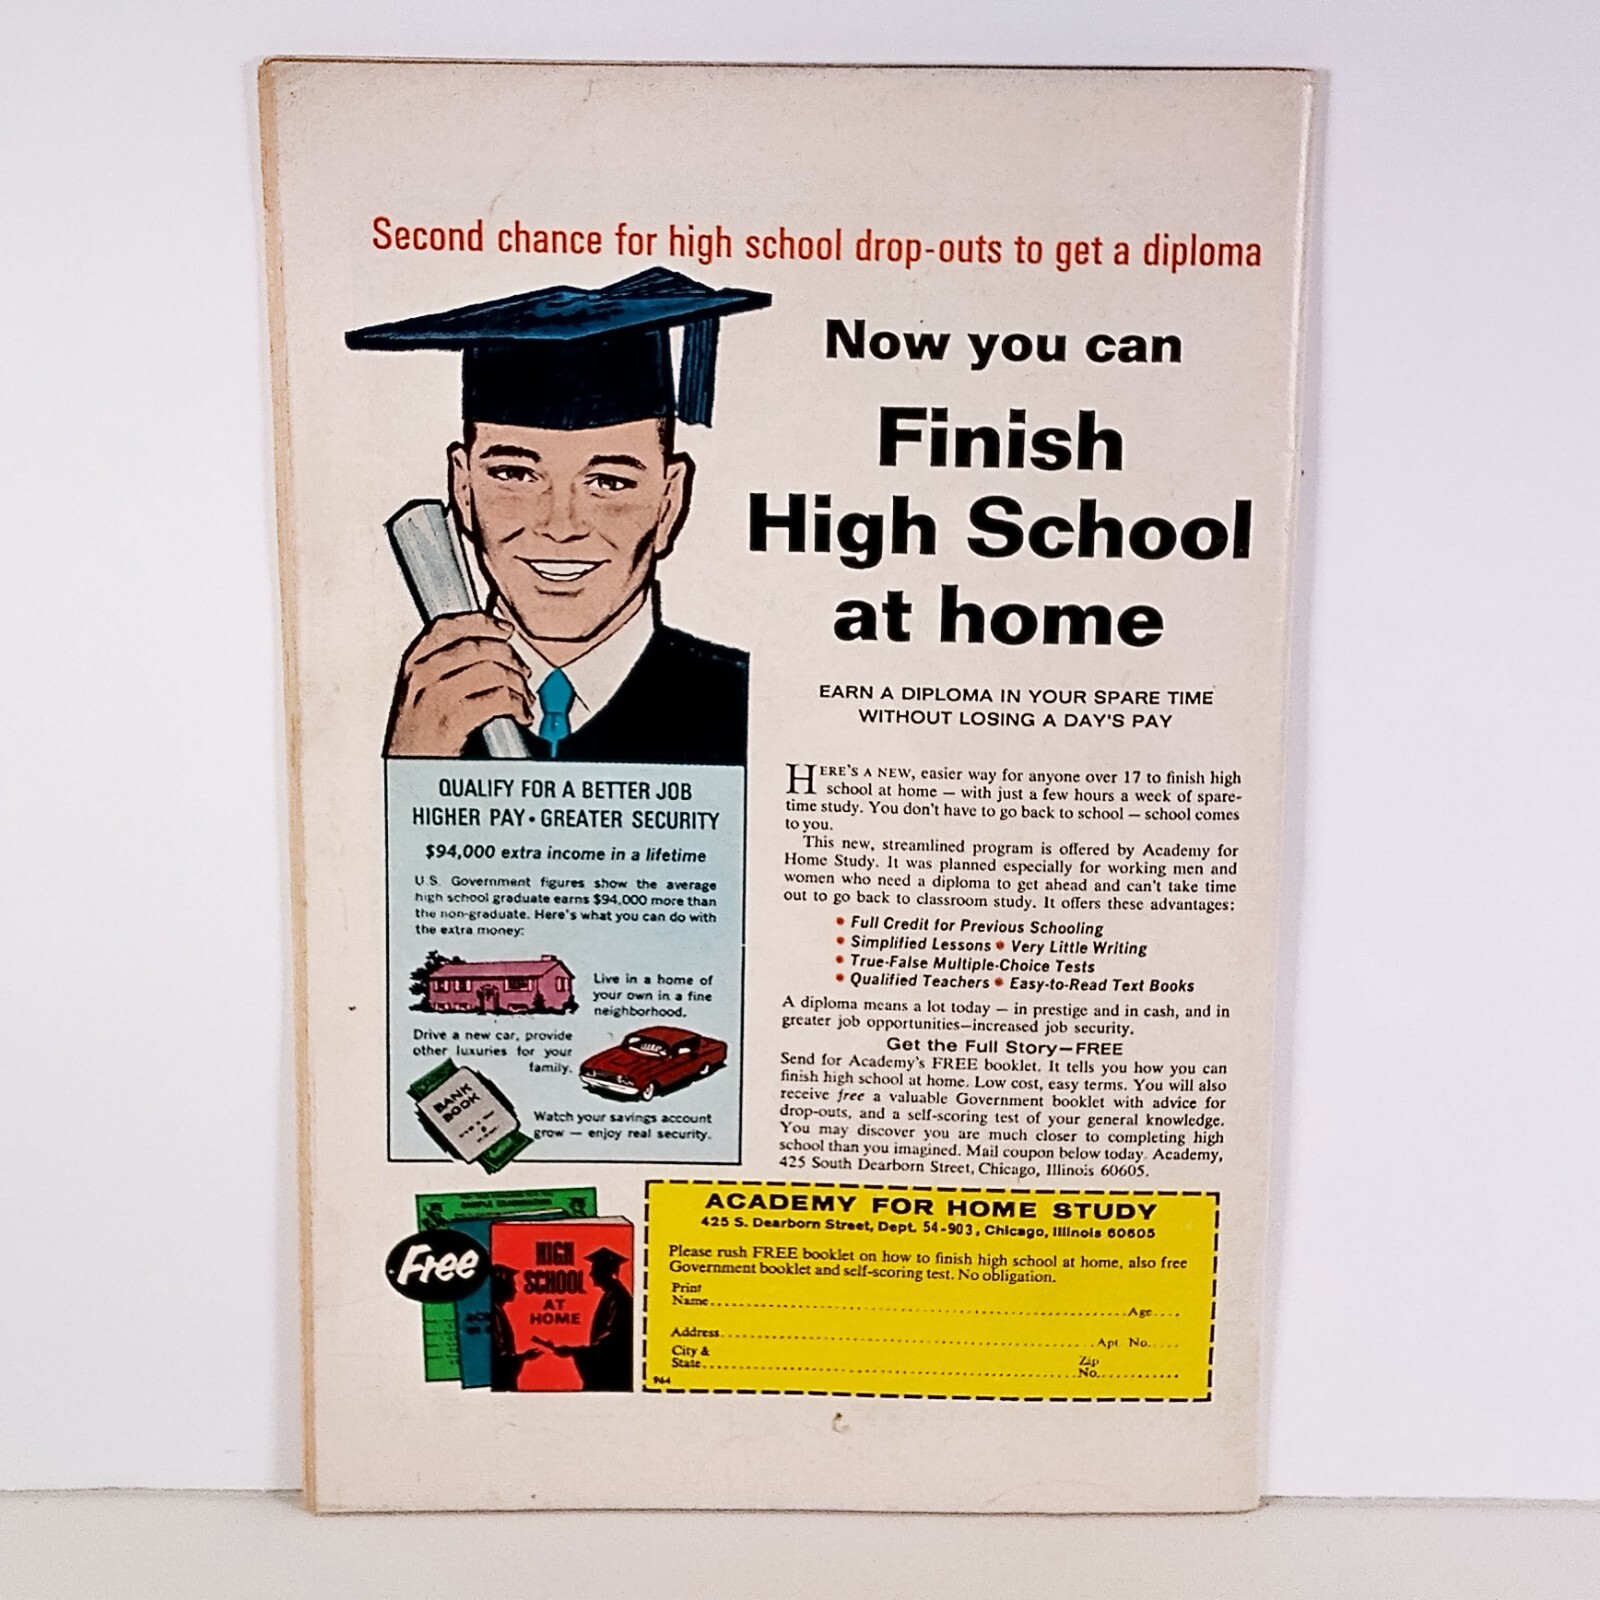 Second chance for high school drop-outs to get a diploma
Now you can
Finish
High School
at home
EARN A DIPLOMA IN YOUR SPARE TIME
WITHOUT LOSING A DAY'S PAY
QUALIFY FOR A BETTER JOB
HIGHER PAY • GREATER SECURITY
$94,000 extra income in a lifetime
U.S. Government figures show the average
high school graduate earns $94,000 more than
the non-graduate. Here's what you can do with
the extra money:
Live in a home of
your own in a fine
neighborhood.
Drive a new car, provide
other luxuries for your
family.
BANK
BOOK
Watch your savings account
grow — enjoy real security.
HERE'S A NEW, easier way for anyone over 17 to finish high
school at home — with just a few hours a week of spare-
time study. You don't have to go back to school — school comes
to you.
This new, streamlined program is offered by Academy for
Home Study. It was planned especially for working men and
women who need a diploma to get ahead and can't take time
out to go back to classroom study. It offers these advantages:
• Full Credit for Previous Schooling
• Simplified Lessons • Very Little Writing
• True-False Multiple-Choice Tests
• Qualified Teachers • Easy-to-Read Text Books
A diploma means a lot today — in prestige and in cash, and in
greater job opportunities—increased job security.
Get the Full Story—FREE
Send for Academy's FREE booklet. It tells you how you can
finish high school at home. Low cost, easy terms. You will also
receive free a valuable Government booklet with advice for
drop-outs, and a self-scoring test of your general knowledge.
You may discover you are much closer to completing high
school than you imagined. Mail coupon below today. Academy,
425 South Dearborn Street, Chicago, Illinois 60605.
Free
HIGH
SCHOOL
AT
HOME
ACADEMY FOR HOME STUDY
425 S. Dearborn Street, Dept. 54-903, Chicago, Illinois 60605
Please rush FREE booklet on how to finish high school at home, also free
Government booklet and self-scoring test. No obligation.
Print
Name Age
Address Apt No.
City & Zip
State No.
964